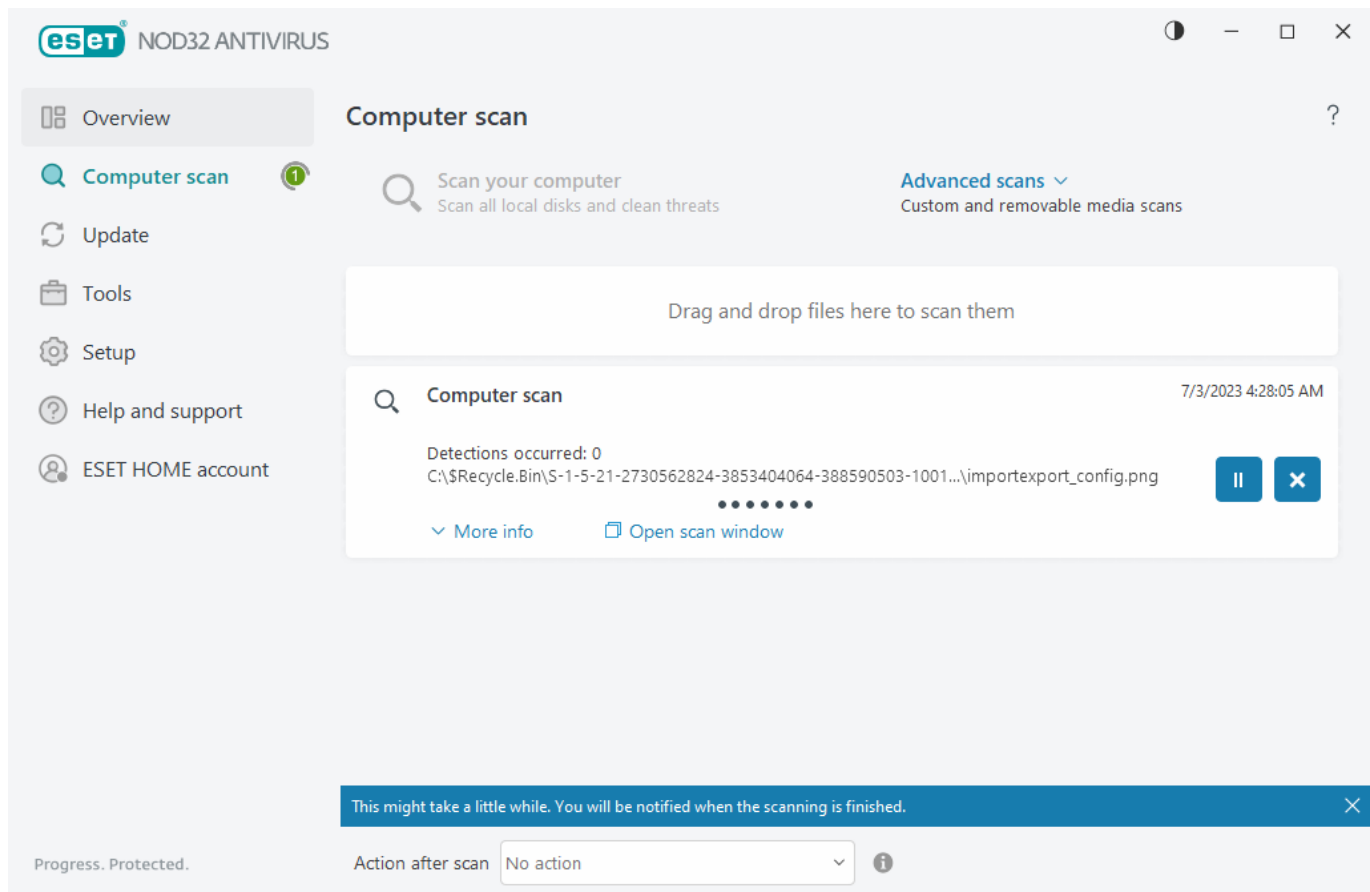 eset® NOD32 ANTIVIRUS
Overview
Computer scan 1
Update
Tools
Setup
Help and support
ESET HOME account
Progress. Protected.
Computer scan ?
Scan your computer
Scan all local disks and clean threats
Advanced scans
Custom and removable media scans
Drag and drop files here to scan them
Computer scan 7/3/2023 4:28:05 AM
Detections occurred: 0
C:\$Recycle.Bin\S-1-5-21-2730562824-3853404064-388590503-1001...\importexport_config.png
More info Open scan window
This might take a little while. You will be notified when the scanning is finished.
Action after scan No action